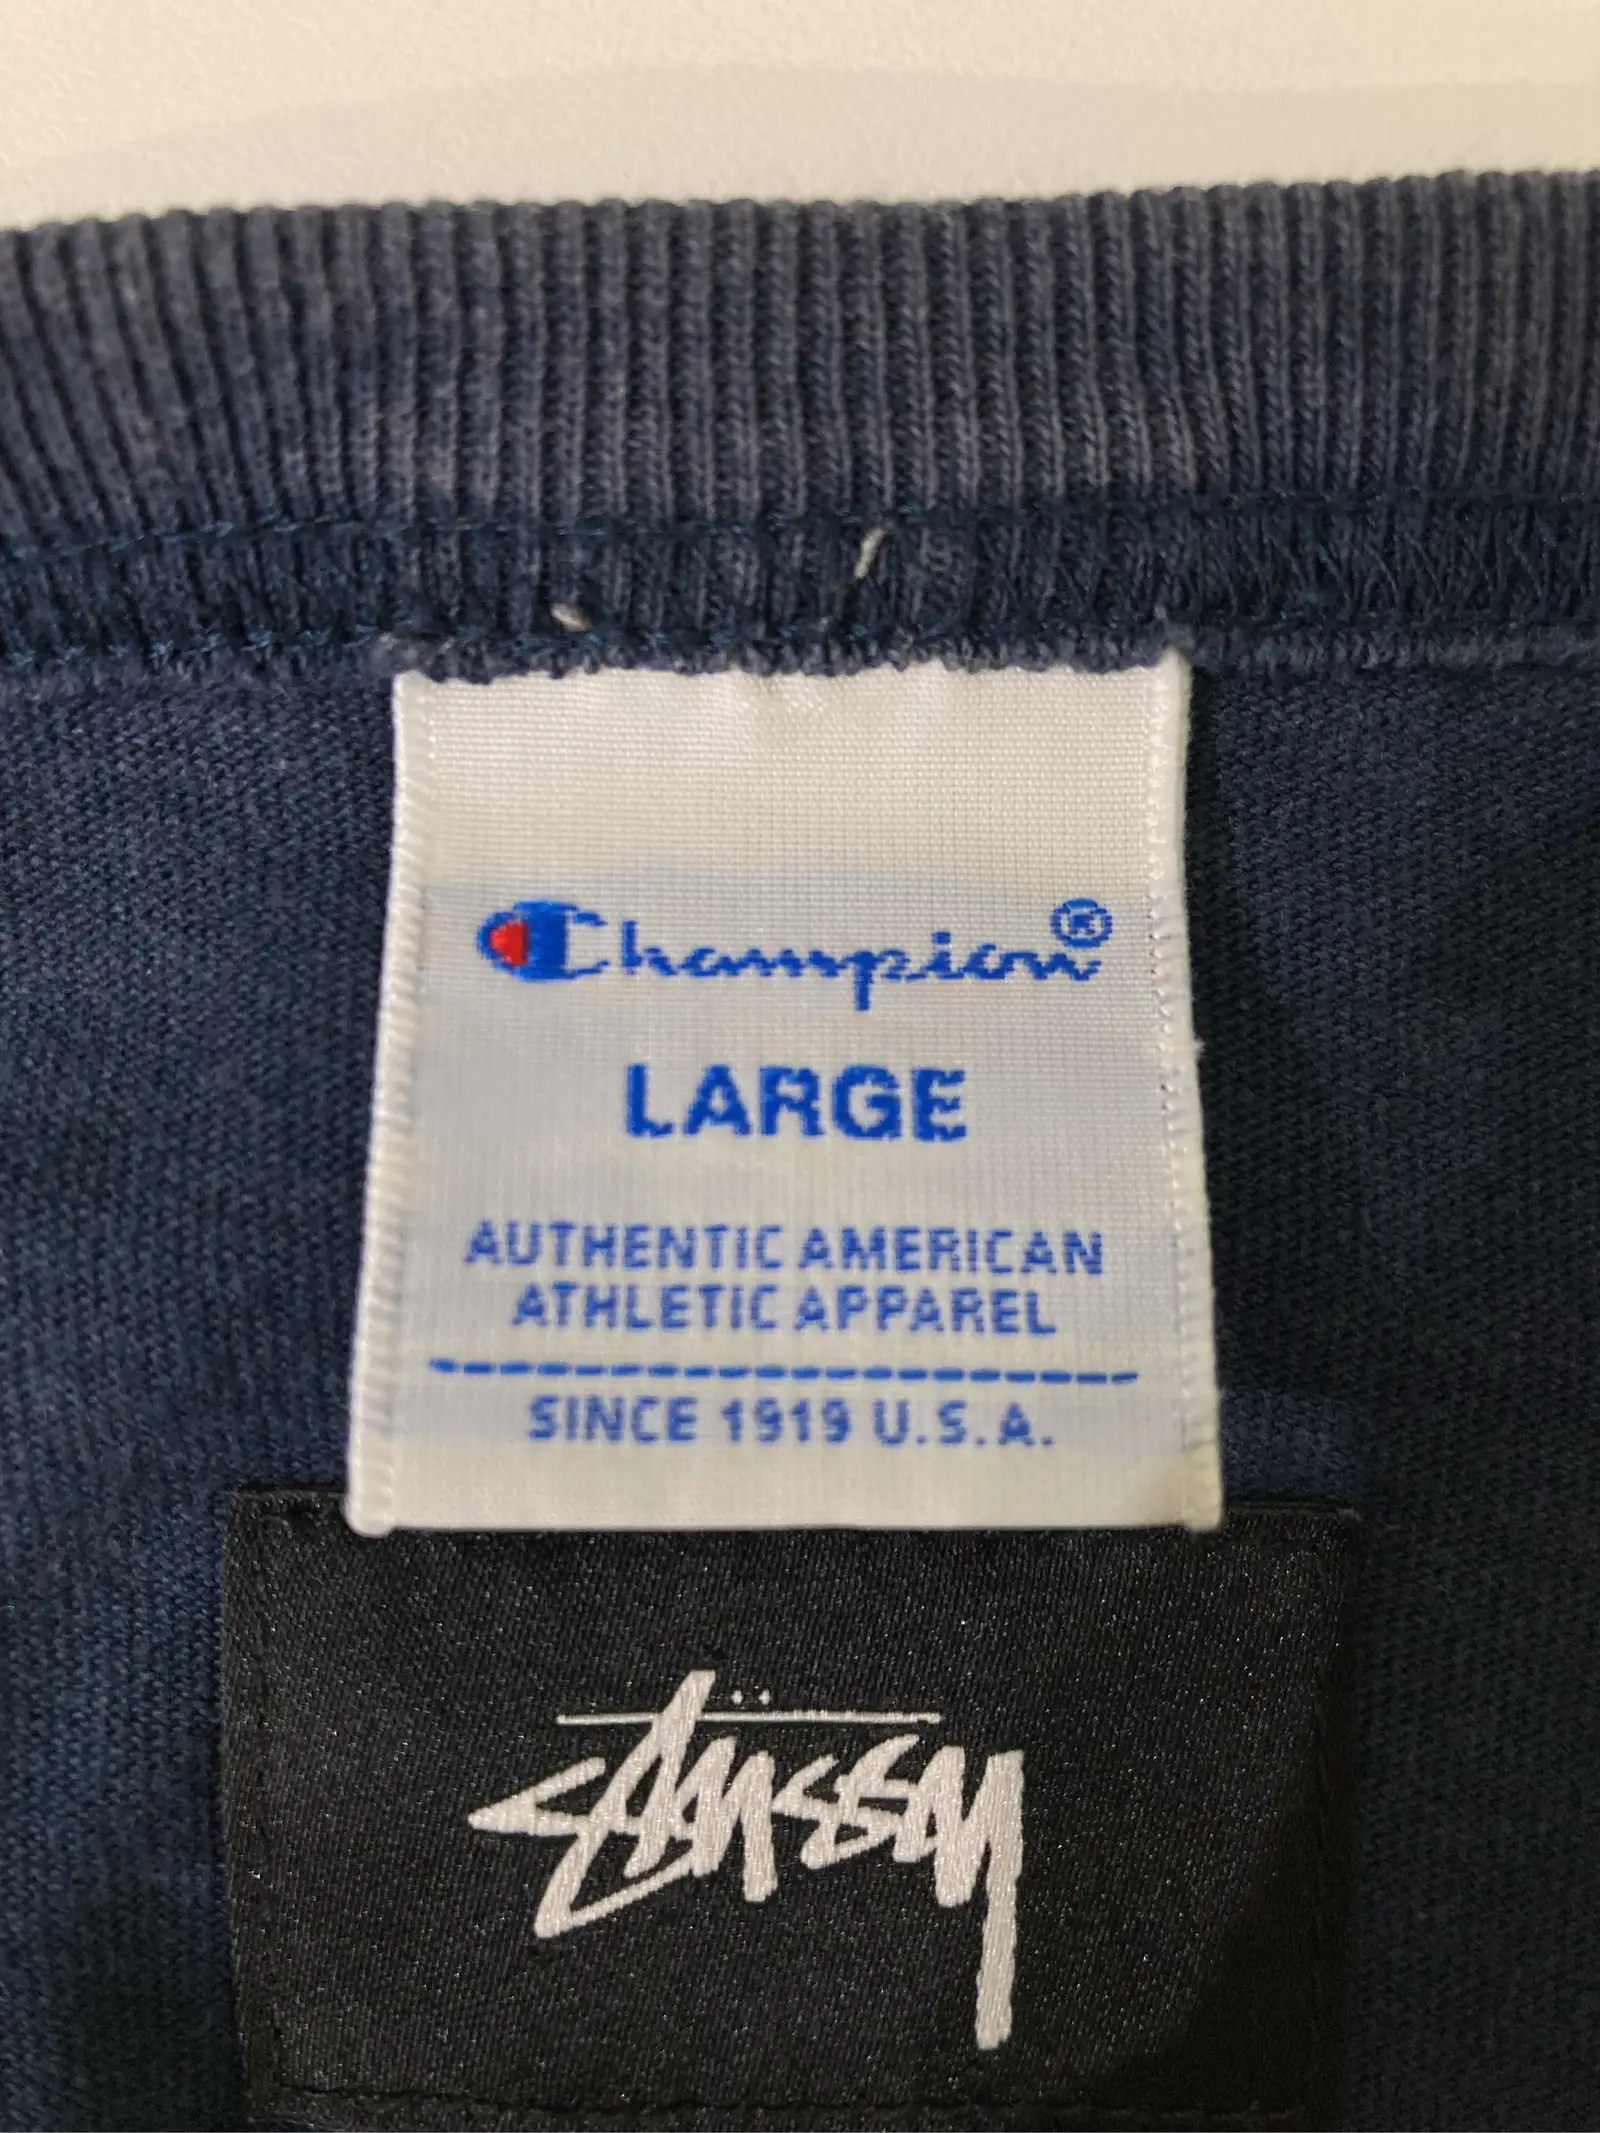 Champion®
LARGE
AUTHENTIC AMERICAN
ATHLETIC APPAREL
SINCE 1919 U.S.A.
Stüssy